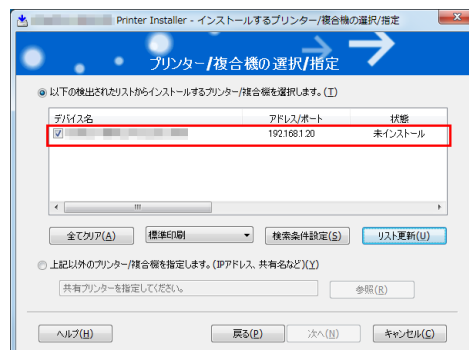 Printer Installer - インストールするプリンター/複合機の選択/指定
プリンター/複合機の選択/指定
以下の検出されたリストからインストールするプリンター/複合機を選択します。(T)
デバイス名 アドレス/ポート 状態
192.168.1.20 未インストール
全てクリア(A) 標準印刷 検索条件設定(S) リスト更新(U)
上記以外のプリンター/複合機を指定します。(IPアドレス、共有名など)(Y)
共有プリンターを指定してください。 参照(R)
ヘルプ(H) 戻る(P) 次へ(N) キャンセル(C)